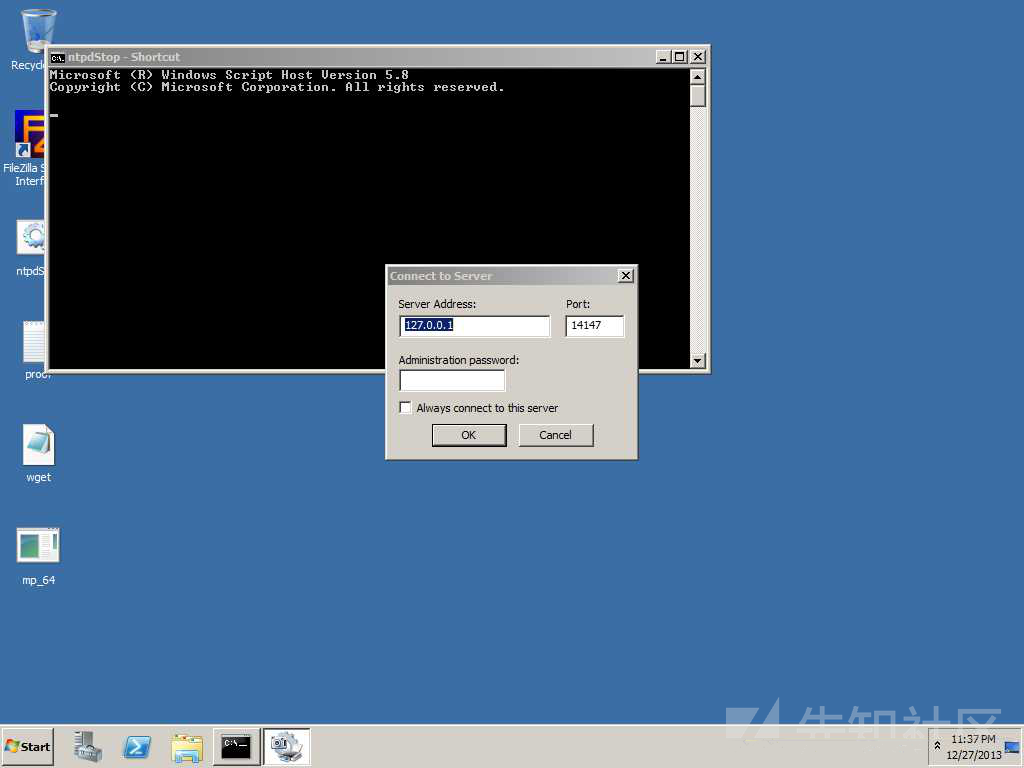 Recycle
ntpdStop - Shortcut
Microsoft (R) Windows Script Host Version 5.8
Copyright (C) Microsoft Corporation. All rights reserved.
FileZilla S
Interf
ntpdS
Connect to Server
Server Address:
Port:
127.0.0.1
14147
Administration password:
Always connect to this server
OK
Cancel
proof
wget
mp_64
先知社区
Start
C:\
11:37 PM
12/27/2013